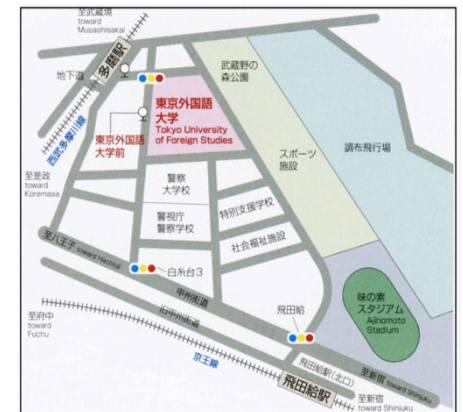 至武蔵境
toward
Musashisakai
多磨駅
地下道
西武多摩川線
東京外国語
大学前
東京外国語
大学
Tokyo University
of Foreign Studies
武蔵野の
森公園
スポーツ
施設
調布飛行場
至是政
toward
Koremasa
警察
大学校
警視庁
警察学校
特別支援学校
社会福祉施設
至八王子 toward Hachioji
白糸台3
甲州街道
旧甲州街道
飛田給
味の素
スタジアム
Ajinomoto
Stadium
至府中
toward
Fuchu
京王線
飛田給駅(北口)
飛田給駅
至新宿 toward Shinjuku
至新宿
toward Shinjuku